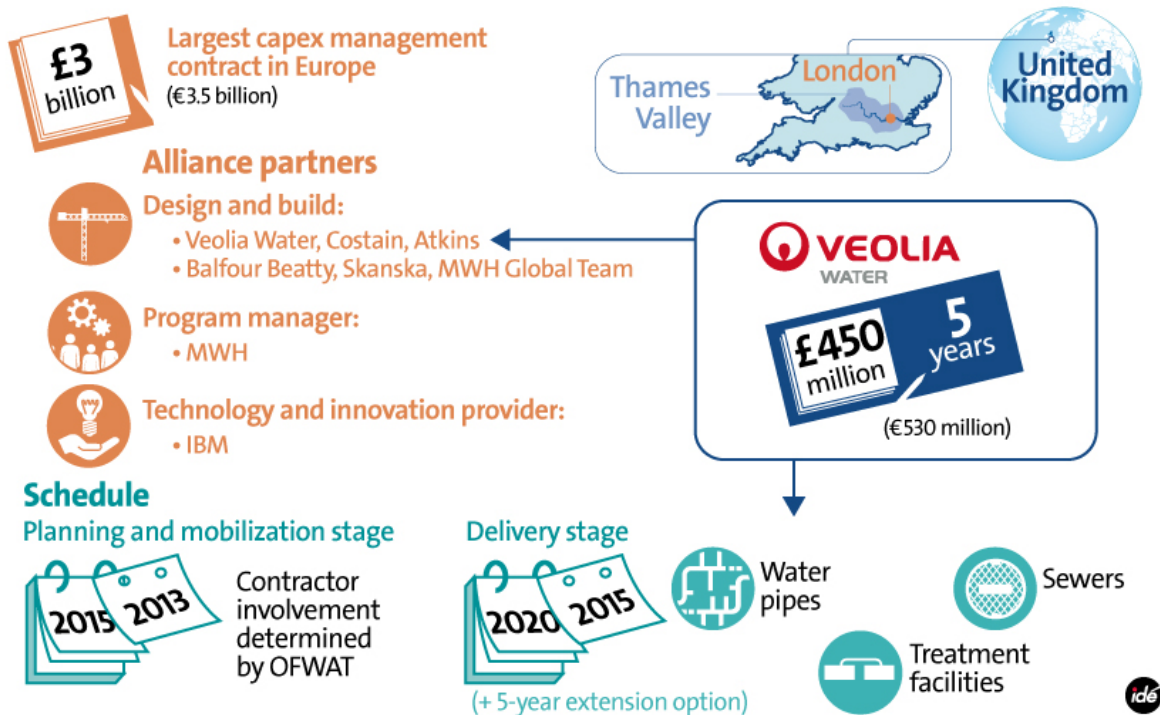 £3
billion
Largest capex management
contract in Europe
(€3.5 billion)
Thames
Valley
London
United
Kingdom
Alliance partners
Design and build:
• Veolia Water, Costain, Atkins
• Balfour Beatty, Skanska, MWH Global Team
Program manager:
• MWH
Technology and innovation provider:
• IBM
VEOLIA
WATER
£450
million
5
years
(€530 million)
Schedule
Planning and mobilization stage
2015
2013
Contractor
involvement
determined
by OFWAT
Delivery stage
2020
2015
(+ 5-year extension option)
Water
pipes
Sewers
Treatment
facilities
idé